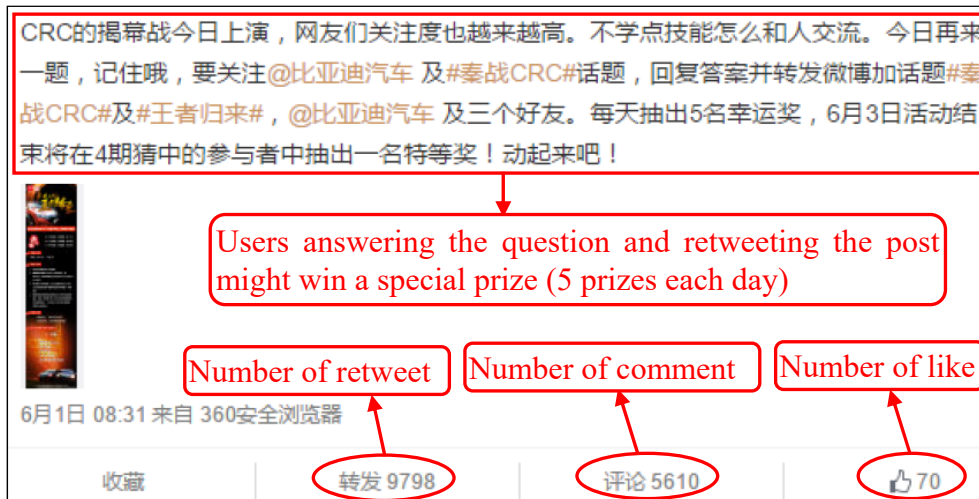 CRC的揭幕战今日上演，网友们关注度也越来越高。不学点技能怎么和人交流。今日再来
一题，记住哦，要关注@比亚迪汽车 及#秦战CRC#话题，回复答案并转发微博加话题#秦
战CRC#及#王者归来#，@比亚迪汽车 及三个好友。每天抽出5名幸运奖，6月3日活动结
束将在4期猜中的参与者中抽出一名特等奖！动起来吧！
Users answering the question and retweeting the post
might win a special prize (5 prizes each day)
Number of retweet
Number of comment
Number of like
6月1日 08:31 来自 360安全浏览器
收藏
转发 9798
评论 5610
70